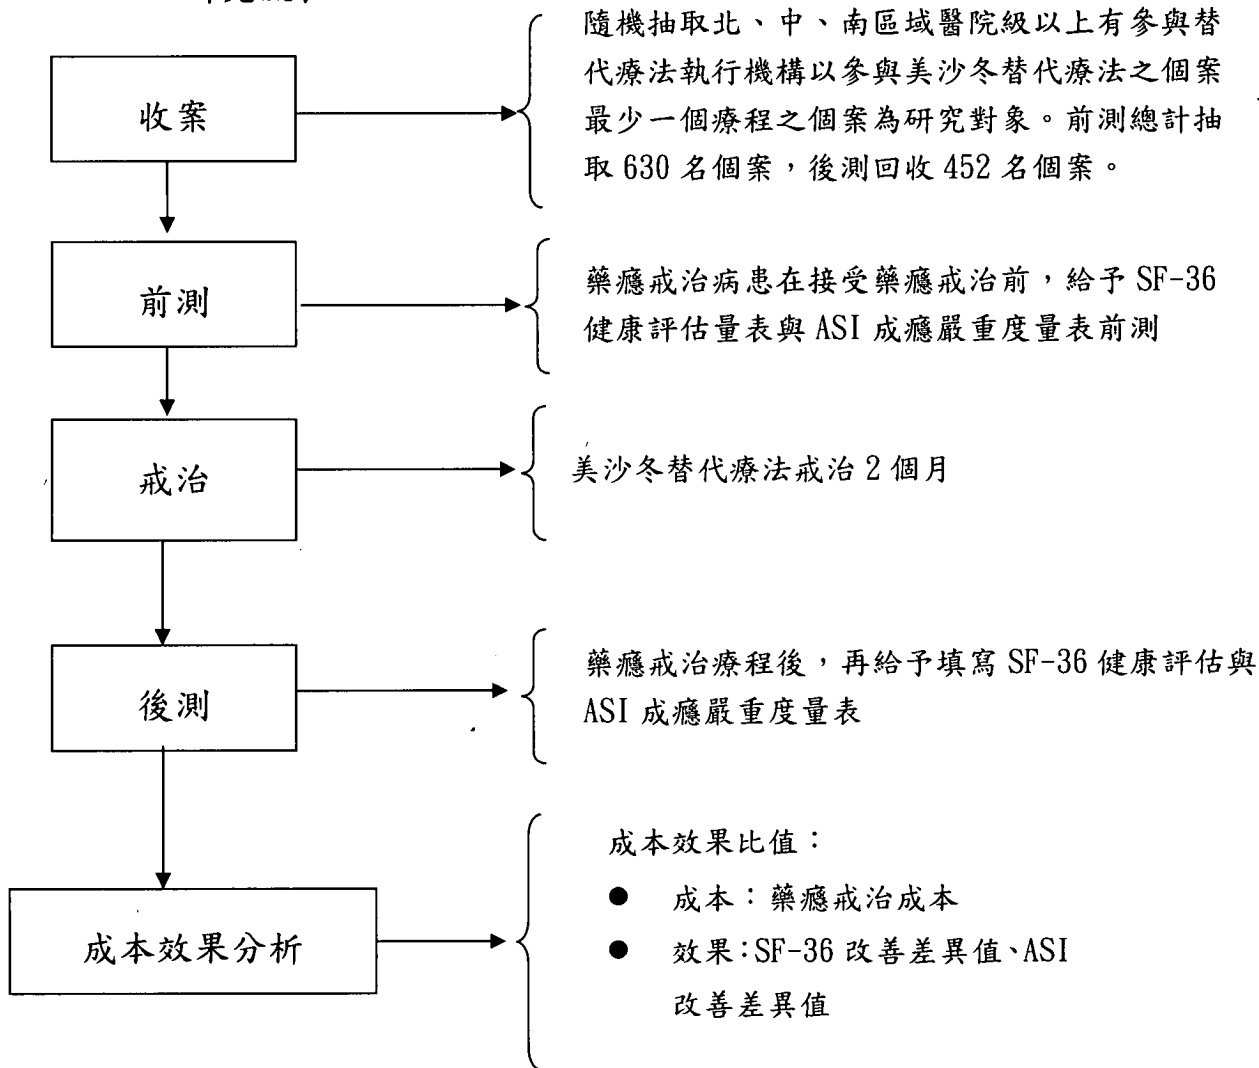 收案
隨機抽取北、中、南區域醫院級以上有參與替
代療法執行機構以參與美沙冬替代療法之個案
最少一個療程之個案為研究對象。前測總計抽
取 630 名個案，後測回收 452 名個案。
前測
藥癮戒治病患在接受藥癮戒治前，給予 SF-36
健康評估量表與 ASI 成癮嚴重度量表前測
戒治
美沙冬替代療法戒治 2 個月
後測
藥癮戒治療程後，再給予填寫 SF-36 健康評估與
ASI 成癮嚴重度量表
成本效果分析
成本效果比值：
● 成本：藥癮戒治成本
● 效果：SF-36 改善差異值、ASI
改善差異值